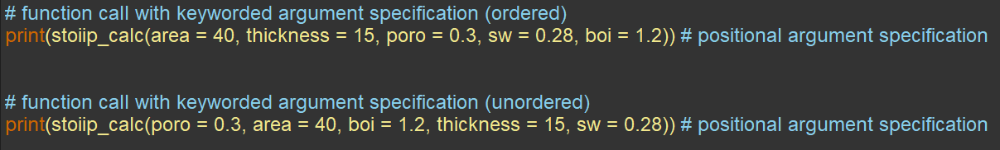 # function call with keyworded argument specification (ordered)
print(stoiip_calc(area = 40, thickness = 15, poro = 0.3, sw = 0.28, boi = 1.2)) # positional argument specification
# function call with keyworded argument specification (unordered)
print(stoiip_calc(poro = 0.3, area = 40, boi = 1.2, thickness = 15, sw = 0.28)) # positional argument specification